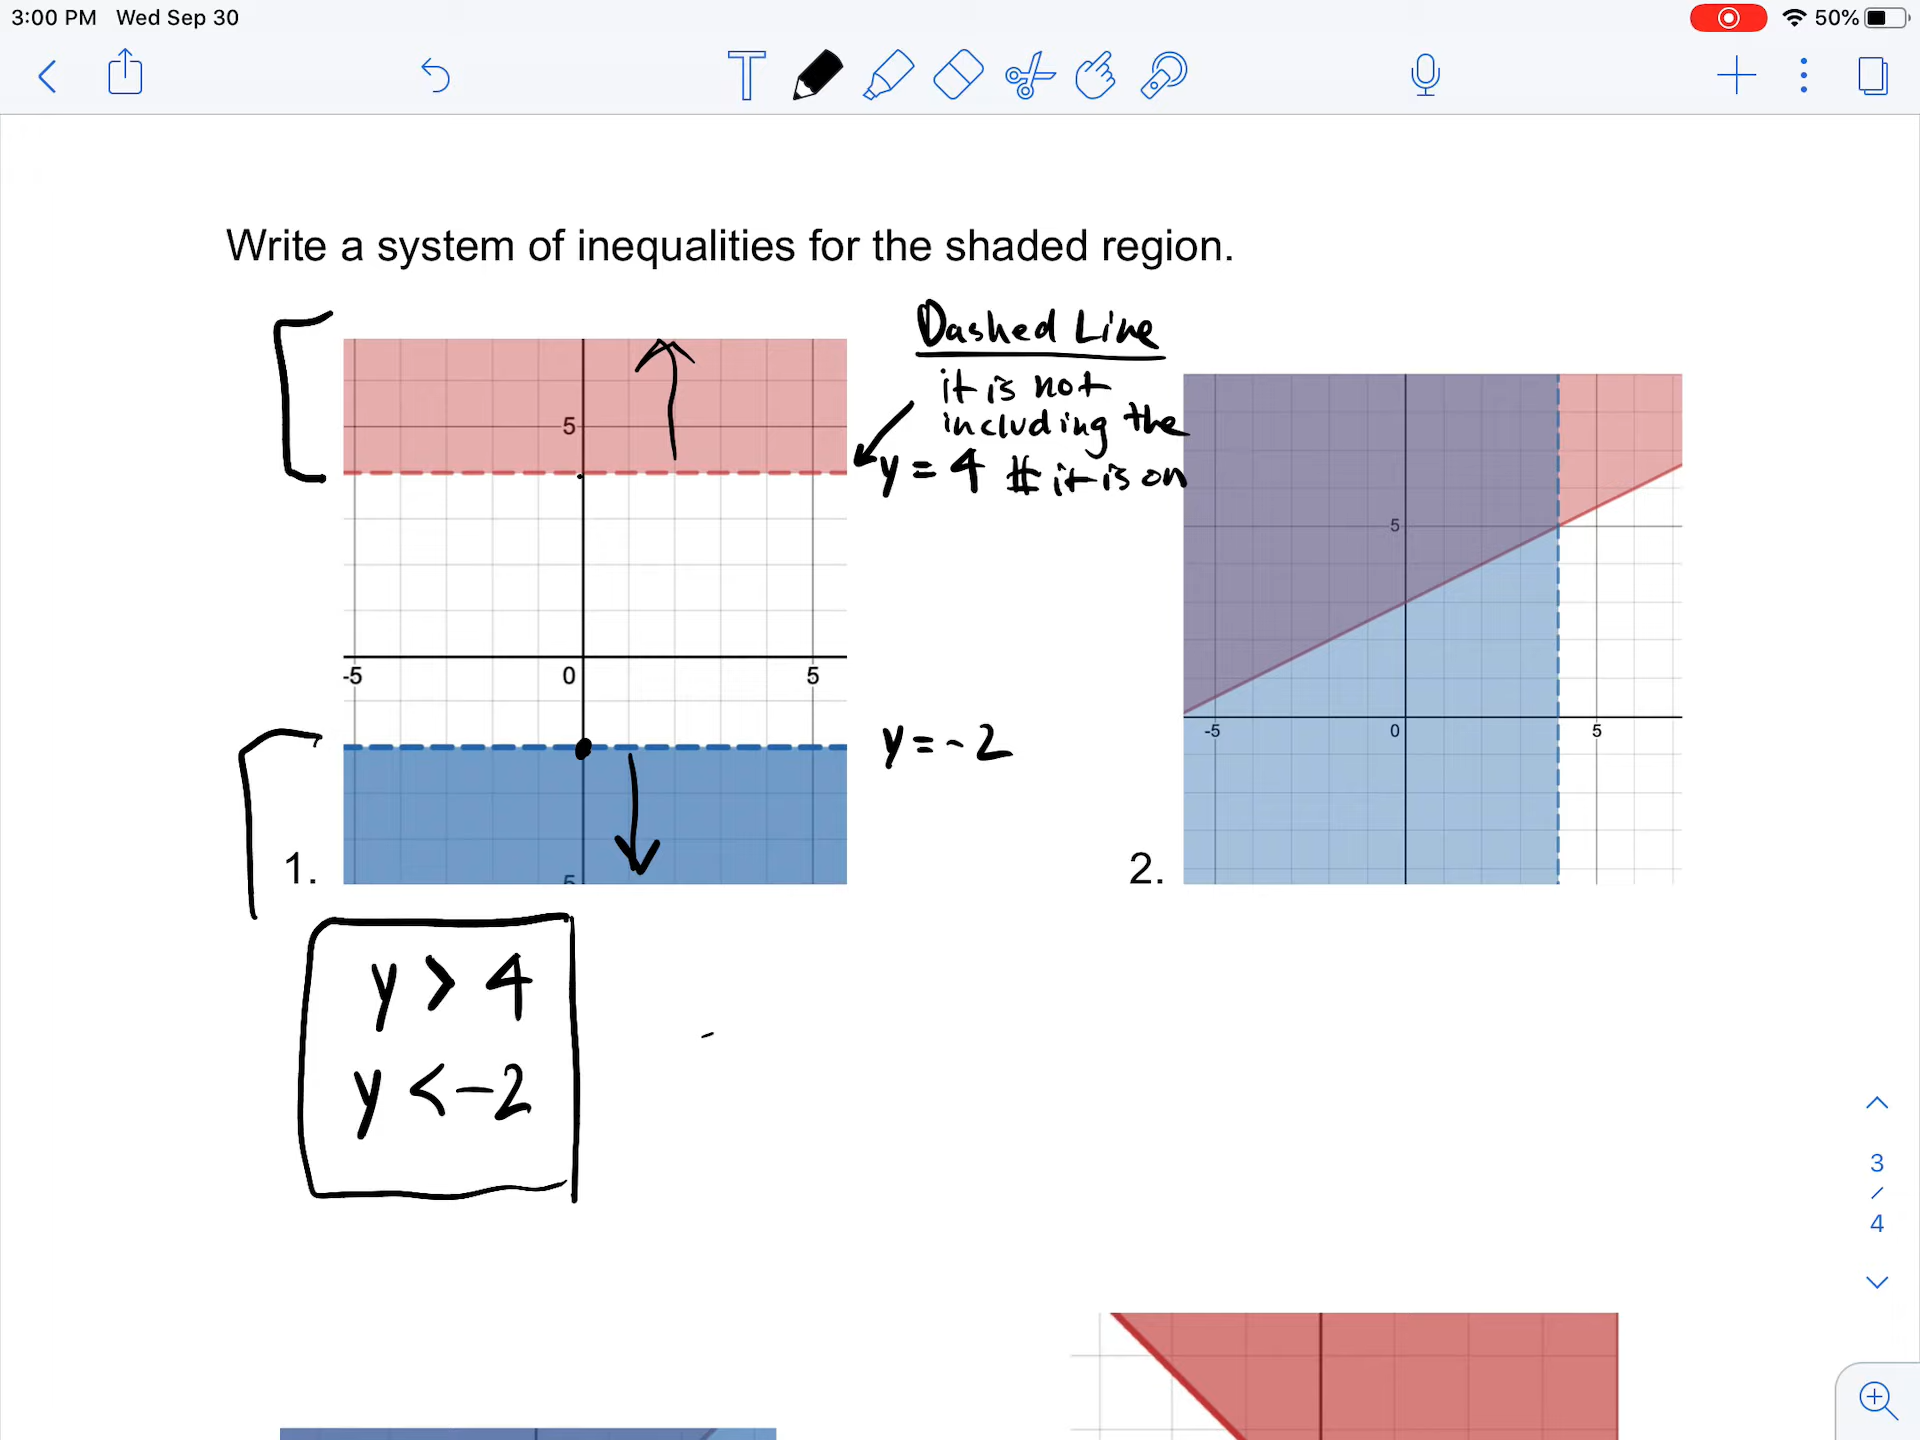 3:00 PM Wed Sep 30
50%
T
Write a system of inequalities for the shaded region.
Dashed Line
it is not
including the
y = 4 # it is on
5
-5 0 5
y = -2
5
1.
5
-5 0 5
2.
y > 4
y < -2
3
/
4